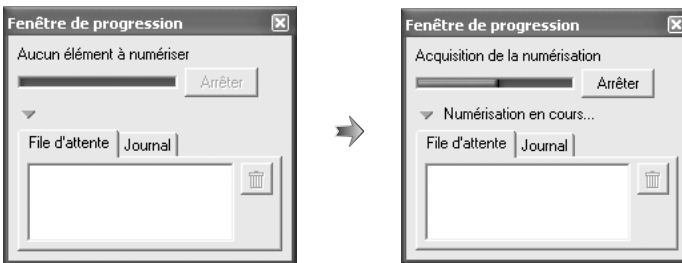 Fenêtre de progression
Aucun élément à numériser
Arrêter
File d'attente Journal
Fenêtre de progression
Acquisition de la numérisation
Arrêter
Numérisation en cours...
File d'attente Journal